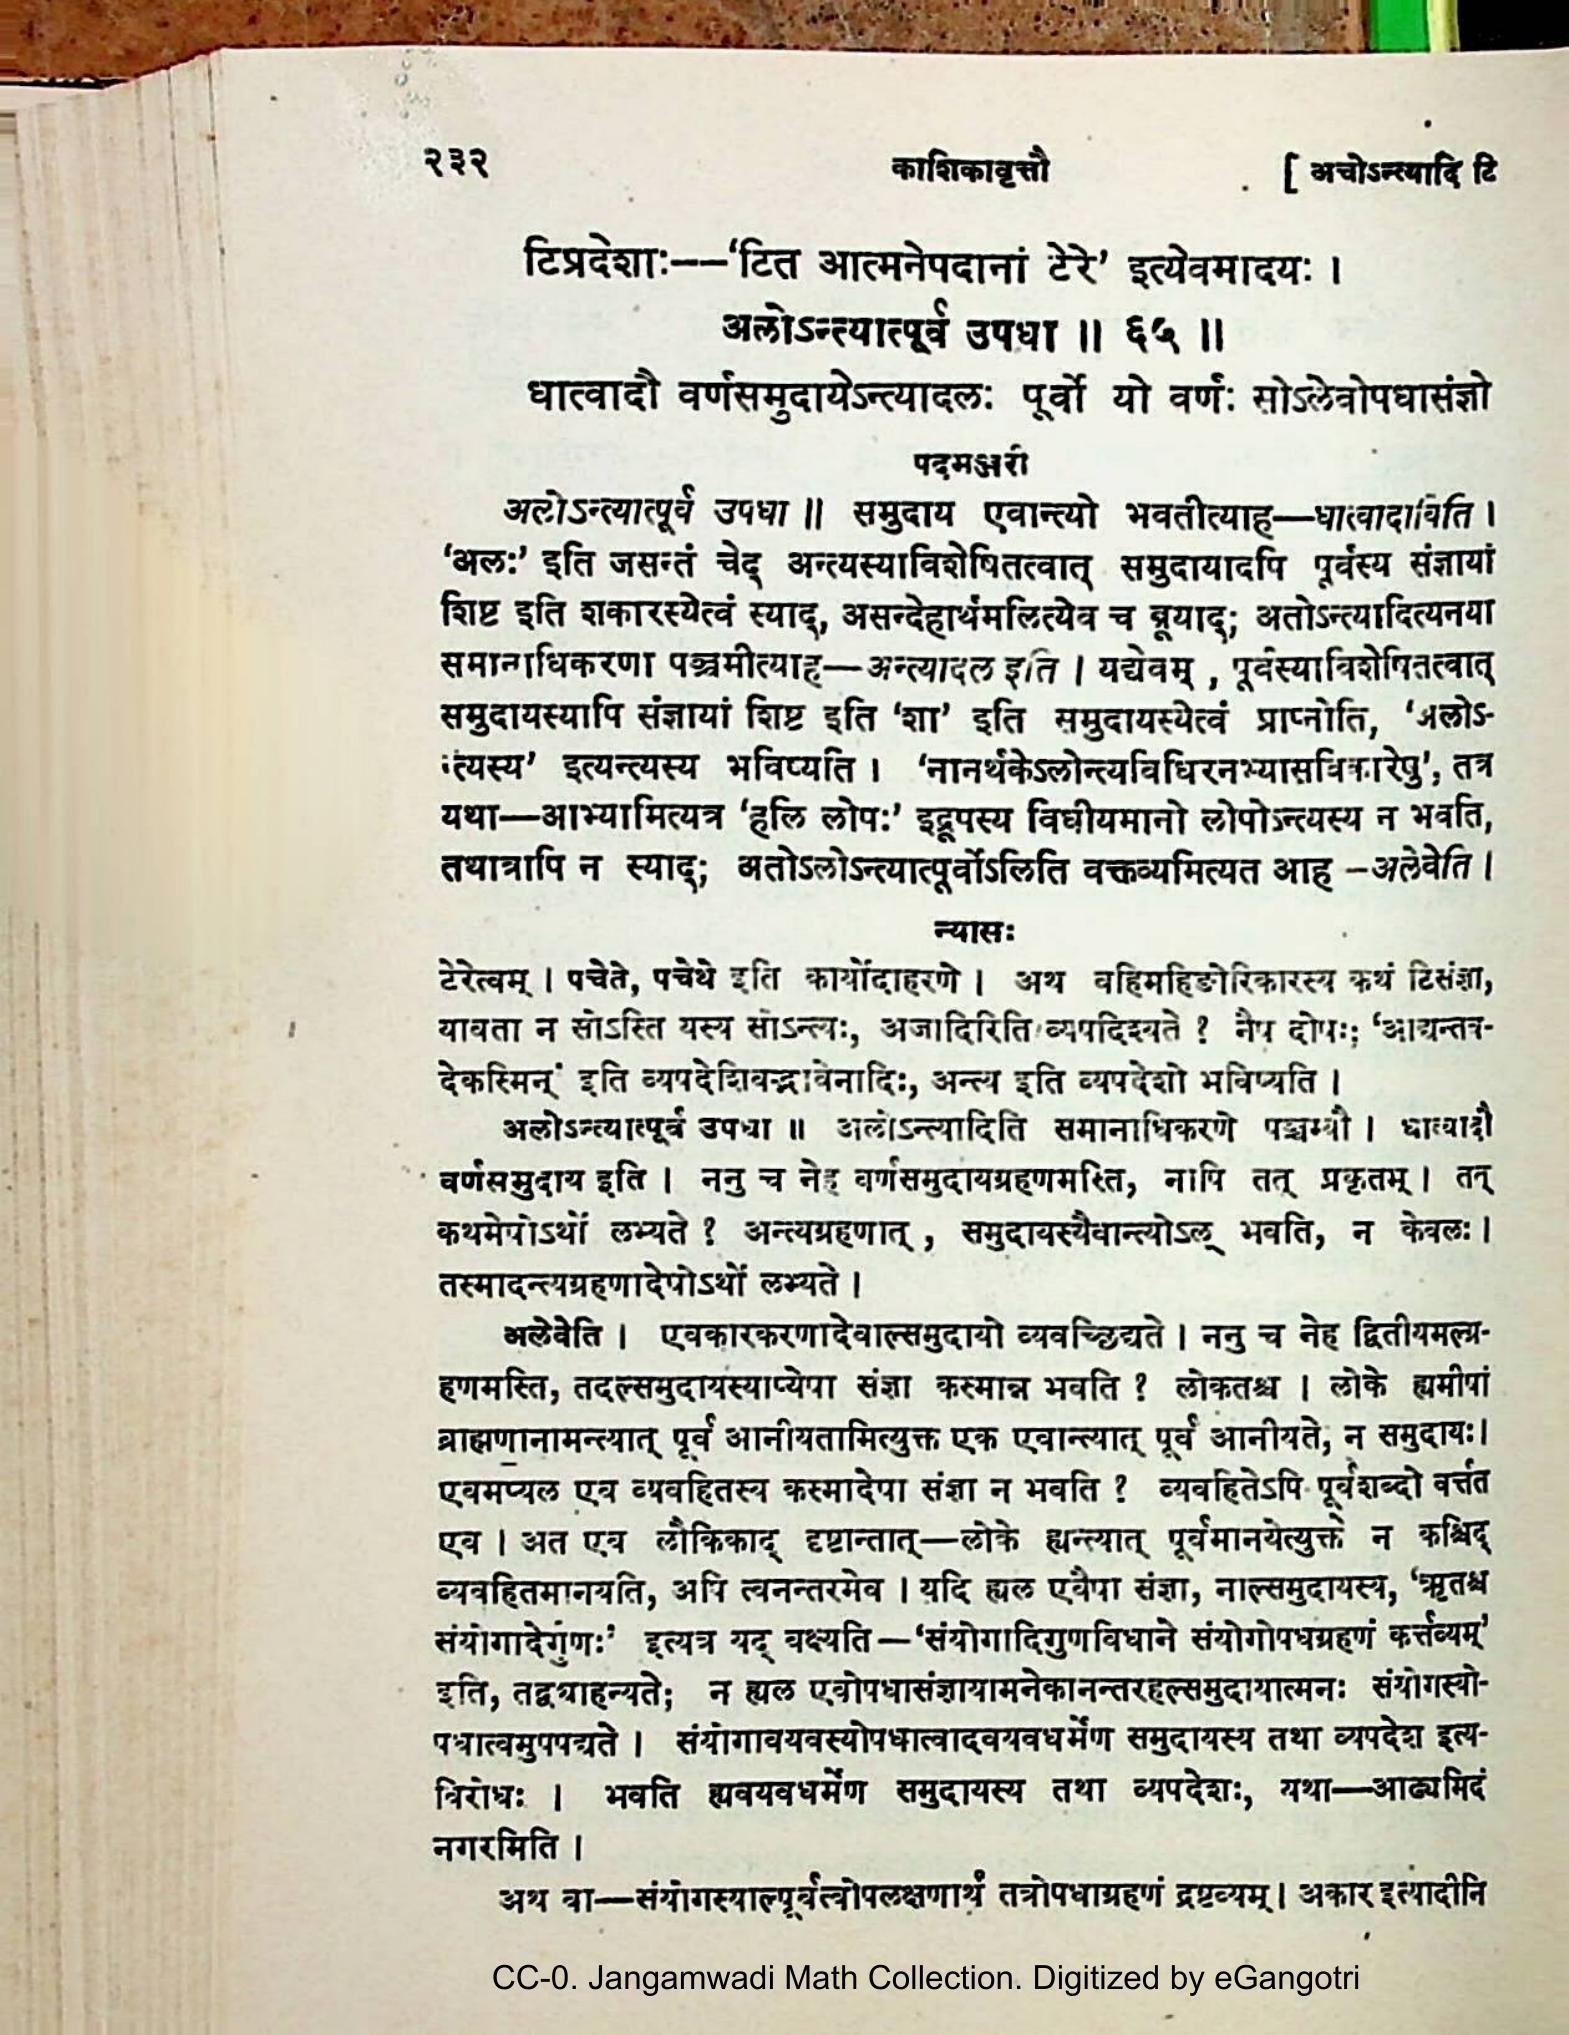 २३२ काशिकावृत्तौ [ अचोऽन्त्यादि टि
टिप्रदेशाः——‘टित आत्मनेपदानां टेरे’ इत्येवमादयः ।
अलोऽन्त्यात्पूर्व उपधा ॥ ६५ ॥
धात्वादौ वर्णसमुदायेऽन्त्यादलः पूर्वो यो वर्णः सोऽलेवोपधासंज्ञो
पदमञ्जरी
अलोऽन्त्यात्पूर्व उपधा ॥ समुदाय एवान्त्यो भवतीत्याह—धात्वादाविति ।
‘अलः’ इति जसन्तं चेद् अन्त्यस्याविशेषितत्वात् समुदायादपि पूर्वस्य संज्ञायां
शिष्ट इति शकारस्येत्वं स्याद्, असन्देहार्थमलित्येव च ब्रूयाद्; अतोऽन्त्यादित्यनया
समानाधिकरणा पञ्चमीत्याह—अन्त्यादल इति । यद्येवम् , पूर्वस्याविशेषितत्वात्
समुदायस्यापि संज्ञायां शिष्ट इति ‘शा’ इति समुदायस्येत्वं प्राप्नोति, ‘अलोऽ-
न्त्यस्य’ इत्यन्त्यस्य भविष्यति । ‘नानर्थकेऽलोन्त्यविधिरनभ्यासविकारेषु’, तत्र
यथा—आभ्यामित्यत्र ‘हलि लोपः’ इद्रूपस्य विधीयमानो लोपोऽन्त्यस्य न भवति,
तथात्रापि न स्याद्; अतोऽलोऽन्त्यात्पूर्वोऽलिति वक्तव्यमित्यत आह –अलेवेति ।
न्यासः
टेरेत्वम् । पचेते, पचेथे इति कार्योदाहरणे । अथ वहिमहिङोरिकारस्य कथं टिसंज्ञा,
यावता न सोऽस्ति यस्य सोऽन्त्यः, अजादिरिति व्यपदिश्यते ? नैष दोषः; ‘आद्यन्तव-
देकस्मिन्’ इति व्यपदेशिवद्भावेनादिः, अन्त्य इति व्यपदेशो भविष्यति ।
अलोऽन्त्यात्पूर्व उपधा ॥ अलोऽन्त्यादिति समानाधिकरणे पञ्चम्यौ । धात्वादौ
वर्णसमुदाय इति । ननु च नेह वर्णसमुदायग्रहणमस्ति, नापि तत् प्रकृतम् । तत्
कथमेषोऽर्थो लभ्यते ? अन्त्यग्रहणात् , समुदायस्यैवान्त्योऽल् भवति, न केवलः ।
तस्मादन्त्यग्रहणादेषोऽर्थो लभ्यते ।
अलेवेति । एवकारकरणादेवाल्समुदायो व्यवच्छिद्यते । ननु च नेह द्वितीयमल्ग्र-
हणमस्ति, तदल्समुदायस्याप्येषा संज्ञा कस्मान्न भवति ? लोकतश्च । लोके ह्यमीषां
ब्राह्मणानामन्त्यात् पूर्व आनीयतामित्युक्त एक एवान्त्यात् पूर्व आनीयते, न समुदायः ।
एवमप्यल एव व्यवहितस्य कस्मादेषा संज्ञा न भवति ? व्यवहितेऽपि पूर्वशब्दो वर्त्तत
एव । अत एव लौकिकाद् दृष्टान्तात्—लोके ह्यन्त्यात् पूर्वमानयेत्युक्ते न कश्चिद्
व्यवहितमानयति, अपि त्वनन्तरमेव । यदि ह्यल एवैषा संज्ञा, नाल्समुदायस्य, ‘ऋतश्च
संयोगादेर्गुणः’ इत्यत्र यद् वक्ष्यति—‘संयोगादिगुणविधाने संयोगोपधग्रहणं कर्त्तव्यम्’
इति, तद्व्याहन्यते; न ह्यल एवोपधासंज्ञायामनेकानन्तरहल्समुदायात्मनः संयोगस्यो-
पधात्वमुपपद्यते । संयोगावयवस्योपधात्वादवयवधर्मेण समुदायस्य तथा व्यपदेश इत्य-
विरोधः । भवति ह्यवयवधर्मेण समुदायस्य तथा व्यपदेशः, यथा—आढ्यमिदं
नगरमिति ।
अथ वा—संयोगस्याल्पूर्वत्वोपलक्षणार्थं तत्रोपधाग्रहणं द्रष्टव्यम् । अकार इत्यादीनि
CC-0. Jangamwadi Math Collection. Digitized by eGangotri